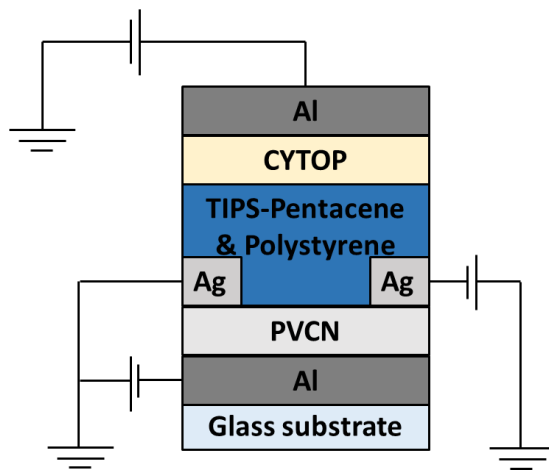 Al
CYTOP
TIPS-Pentacene
& Polystyrene
Ag Ag
PVCN
Al
Glass substrate